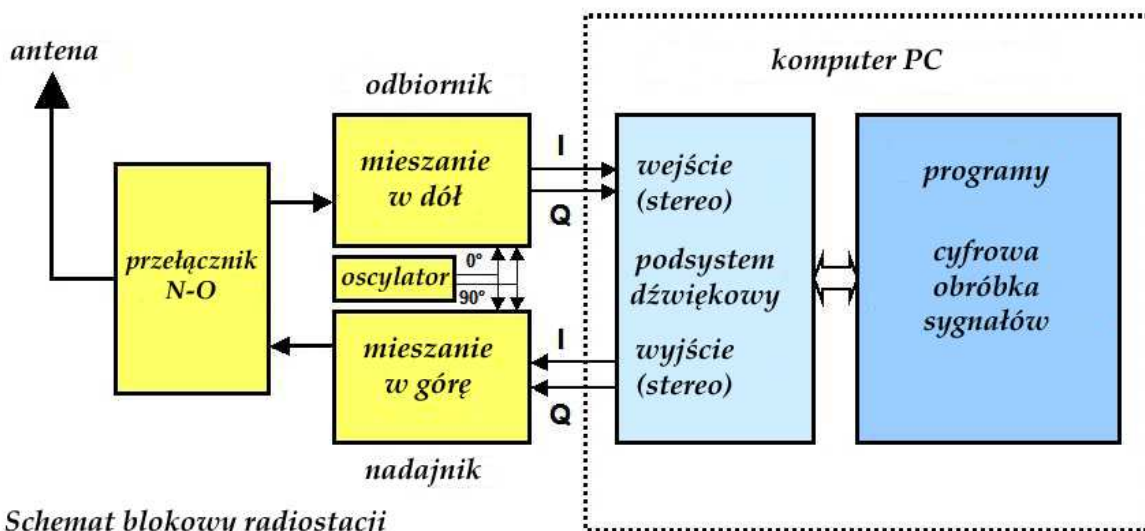 antena
komputer PC
odbiornik
mieszanie
w dół
I
Q
wejście
(stereo)
programy
przełącznik
N-O
oscylator
0°
90°
podsystem
dźwiękowy
cyfrowa
obróbka
sygnałów
mieszanie
w górę
I
Q
wyjście
(stereo)
nadajnik
Schemat blokowy radiostacji